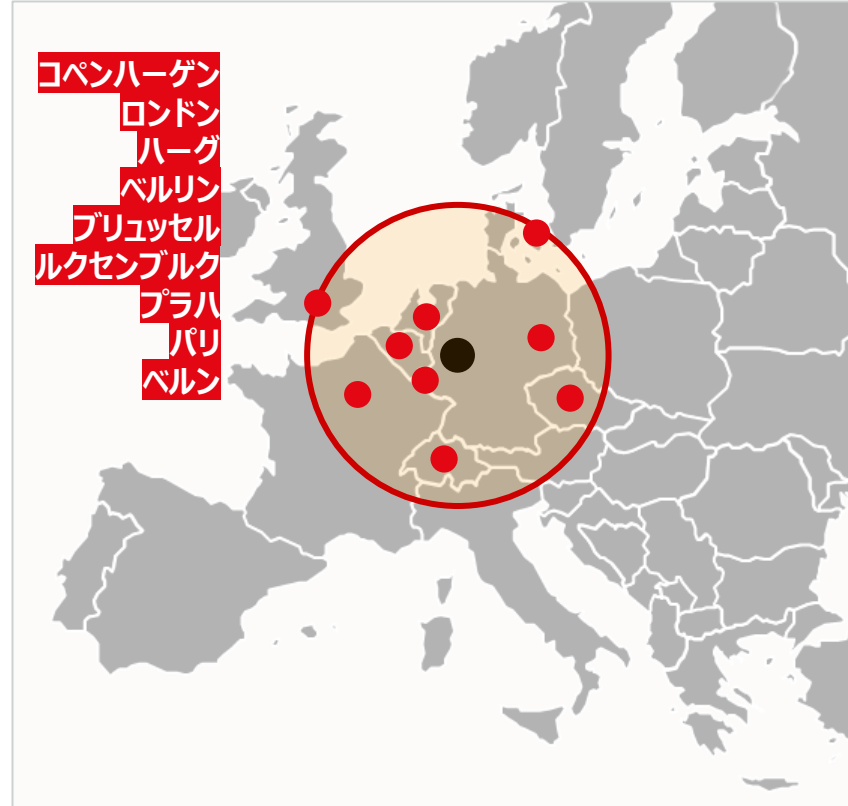 コペンハーゲン
ロンドン
ハーグ
ベルリン
ブリュッセル
ルクセンブルク
プラハ
パリ
ベルン